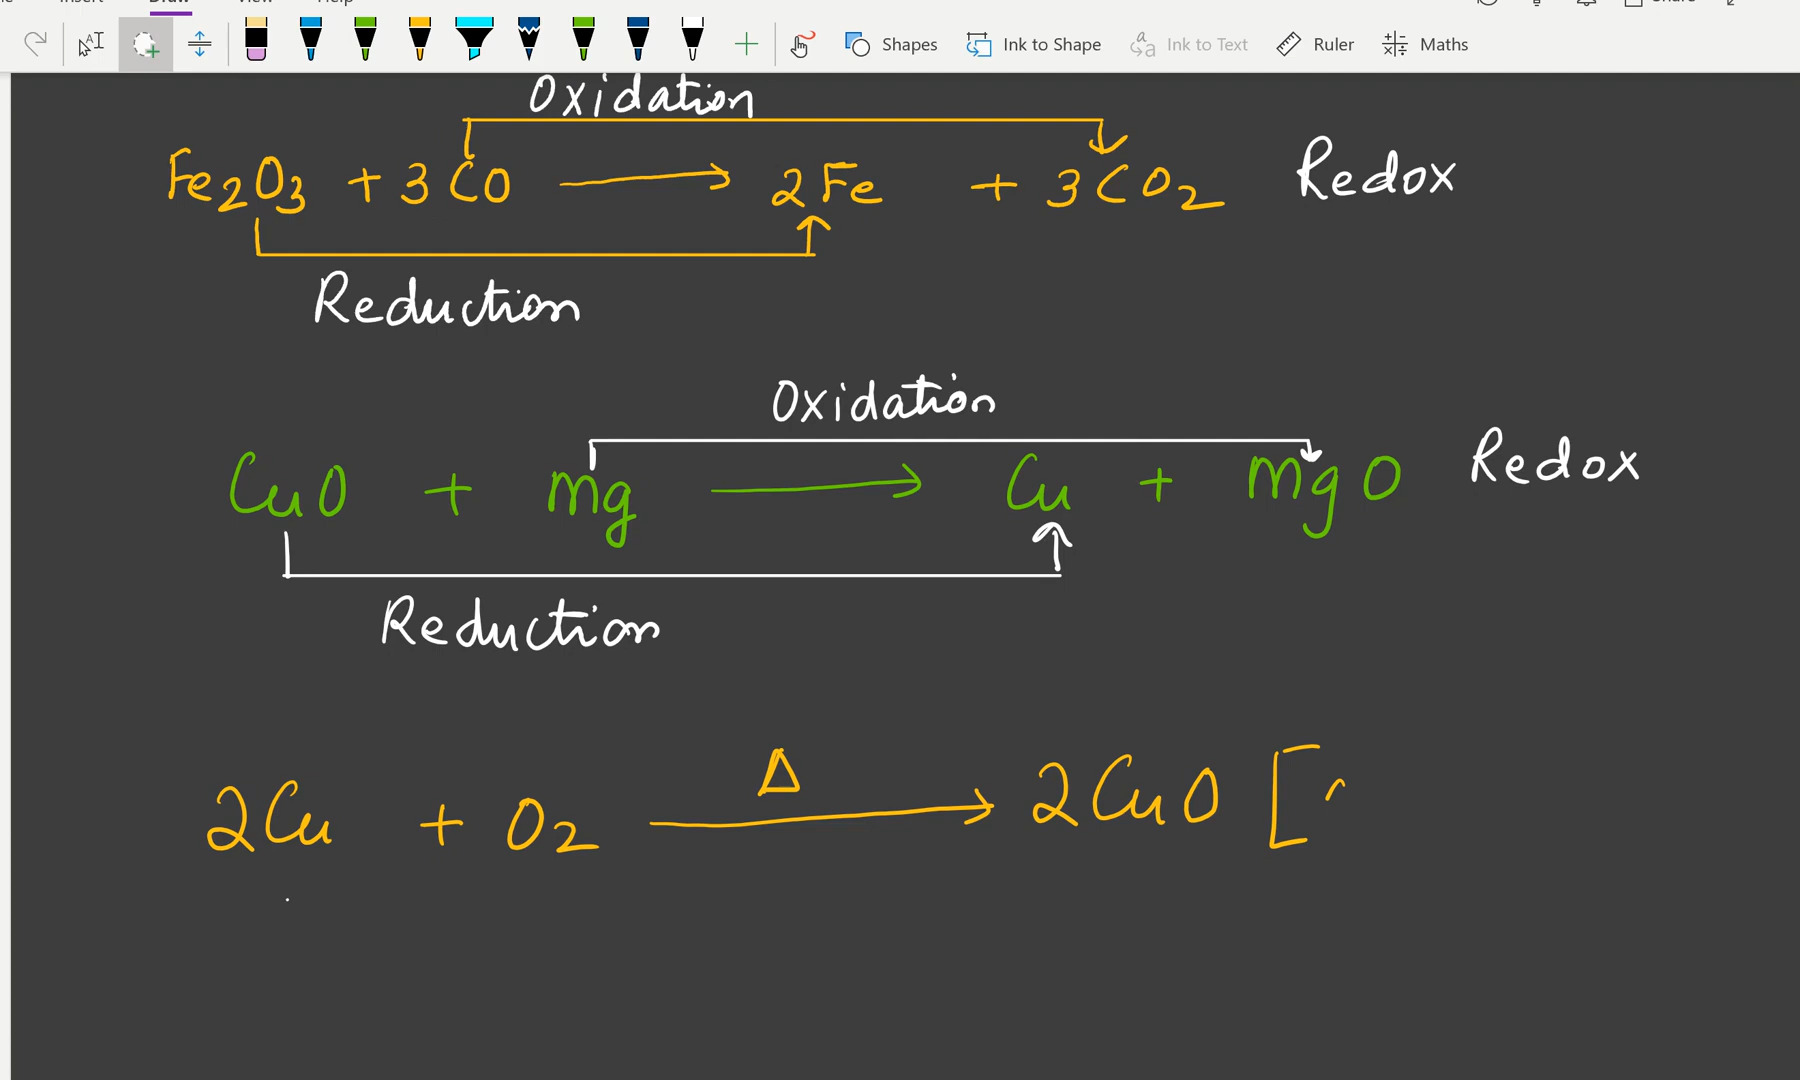 Draw
Shapes Ink to Shape Ink to Text Ruler Maths
Oxidation
Fe2O3 + 3CO → 2Fe + 3CO2 Redox
Reduction
Oxidation
CuO + Mg → Cu + MgO Redox
Reduction
Δ
2Cu + O2 → 2CuO [